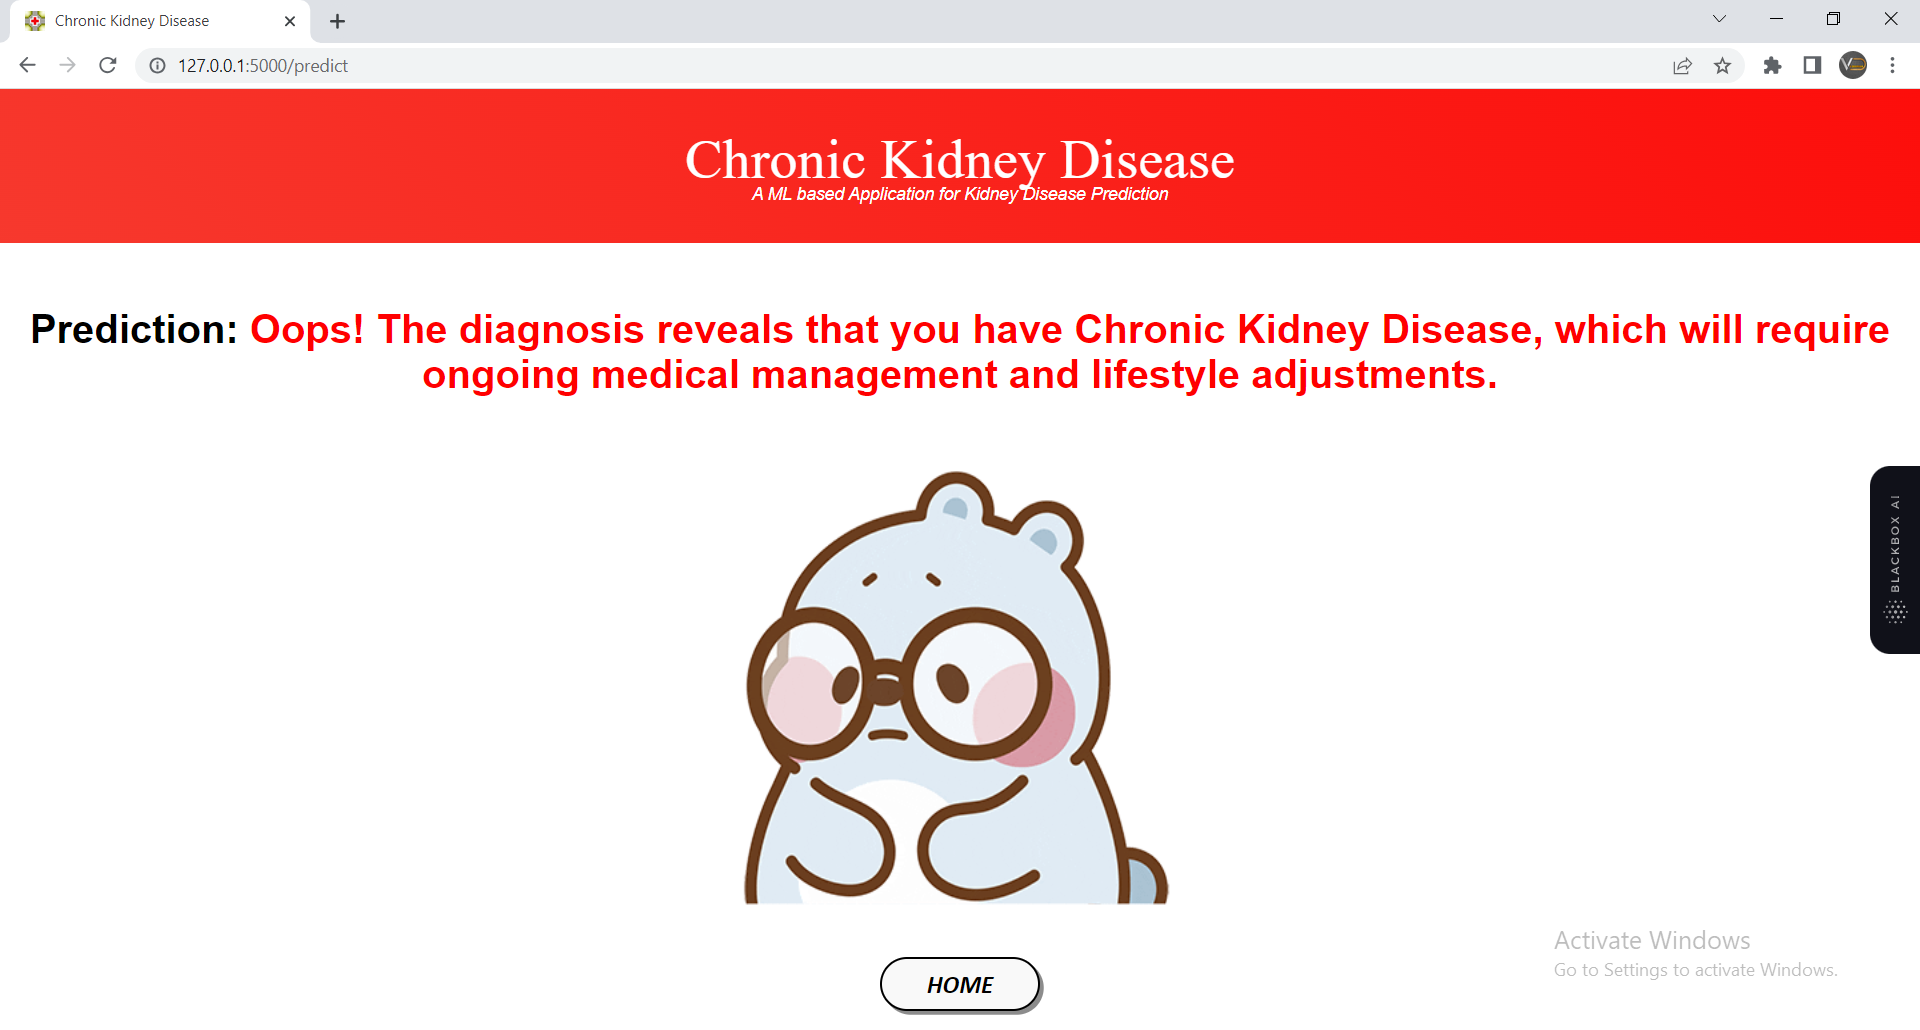 Chronic Kidney Disease
127.0.0.1:5000/predict
Chronic Kidney Disease
A ML based Application for Kidney Disease Prediction
Prediction: Oops! The diagnosis reveals that you have Chronic Kidney Disease, which will require
ongoing medical management and lifestyle adjustments.
BLACKBOX AI
HOME
Activate Windows
Go to Settings to activate Windows.